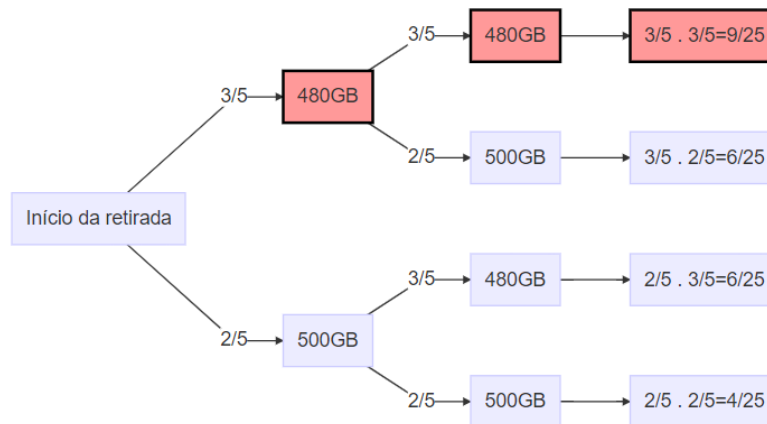 3/5
480GB
3/5 . 3/5=9/25
3/5
480GB
2/5
500GB
3/5 . 2/5=6/25
Início da retirada
3/5
480GB
2/5 . 3/5=6/25
2/5
500GB
2/5
500GB
2/5 . 2/5=4/25